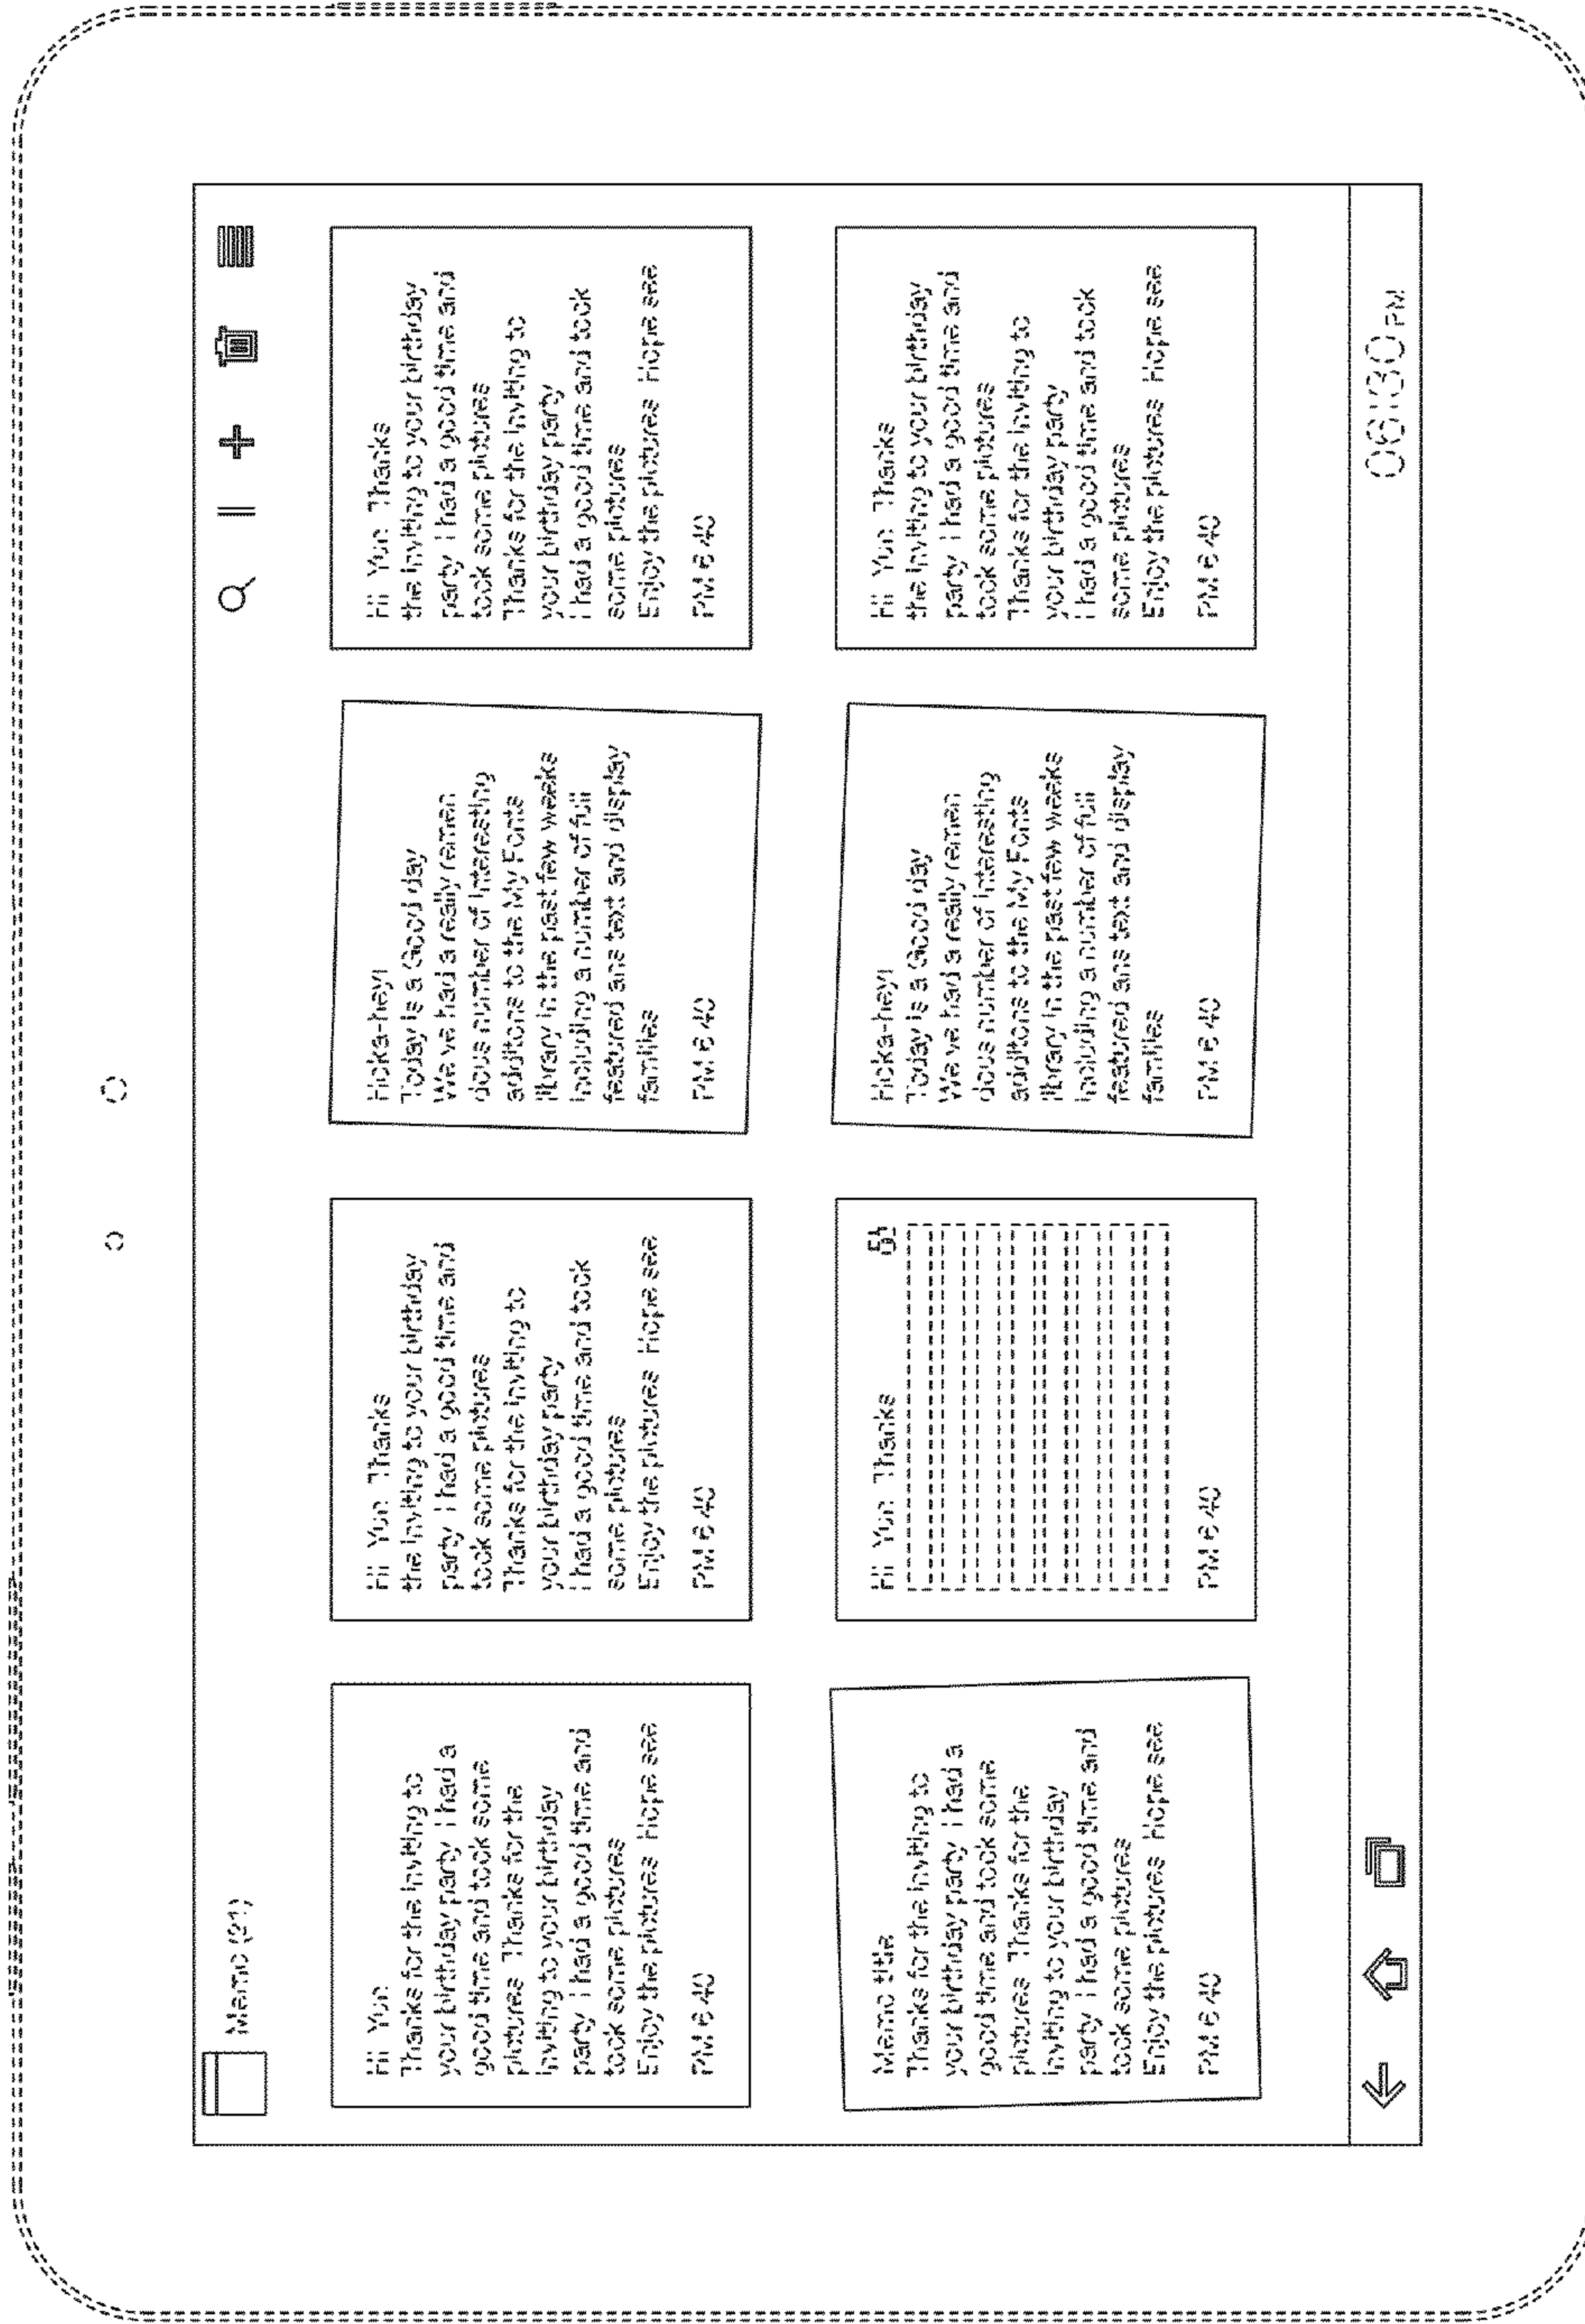 Memo (21)
Hi Yun
Thanks for the inviting to
your birthday party I had a
good time and took some
pictures Thanks for the
inviting to your birthday
party I had a good time and
took some pictures
Enjoy the pictures Hope see
PM 6 40
Hi Yun Thanks
the inviting to your birthday
party I had a good time and
took some pictures
Thanks for the inviting to
your birthday party
I had a good time and took
some pictures
Enjoy the pictures Hope see
PM 6 40
Hicka-hey!
Today is a Good day
We ve had a really remen
dous number of interesting
additons to the My Fonts
library in the past few weeks
including a number of full
featured ans text and display
families
PM 6 40
Hi Yun Thanks
the inviting to your birthday
party I had a good time and
took some pictures
Thanks for the inviting to
your birthday party
I had a good time and took
some pictures
Enjoy the pictures Hope see
PM 6 40
Memo title
Thanks for the inviting to
your birthday party I had a
good time and took some
pictures Thanks for the
inviting to your birthday
party I had a good time and
took some pictures
Enjoy the pictures Hope see
PM 6 40
Hi Yun Thanks
PM 6 40
Hicka-hey!
Today is a Good day
We ve had a really remen
dous number of interesting
additons to the My Fonts
library in the past few weeks
including a number of full
featured ans text and display
families
PM 6 40
Hi Yun Thanks
the inviting to your birthday
party I had a good time and
took some pictures
Thanks for the inviting to
your birthday party
I had a good time and took
some pictures
Enjoy the pictures Hope see
PM 6 40
06:30 PM